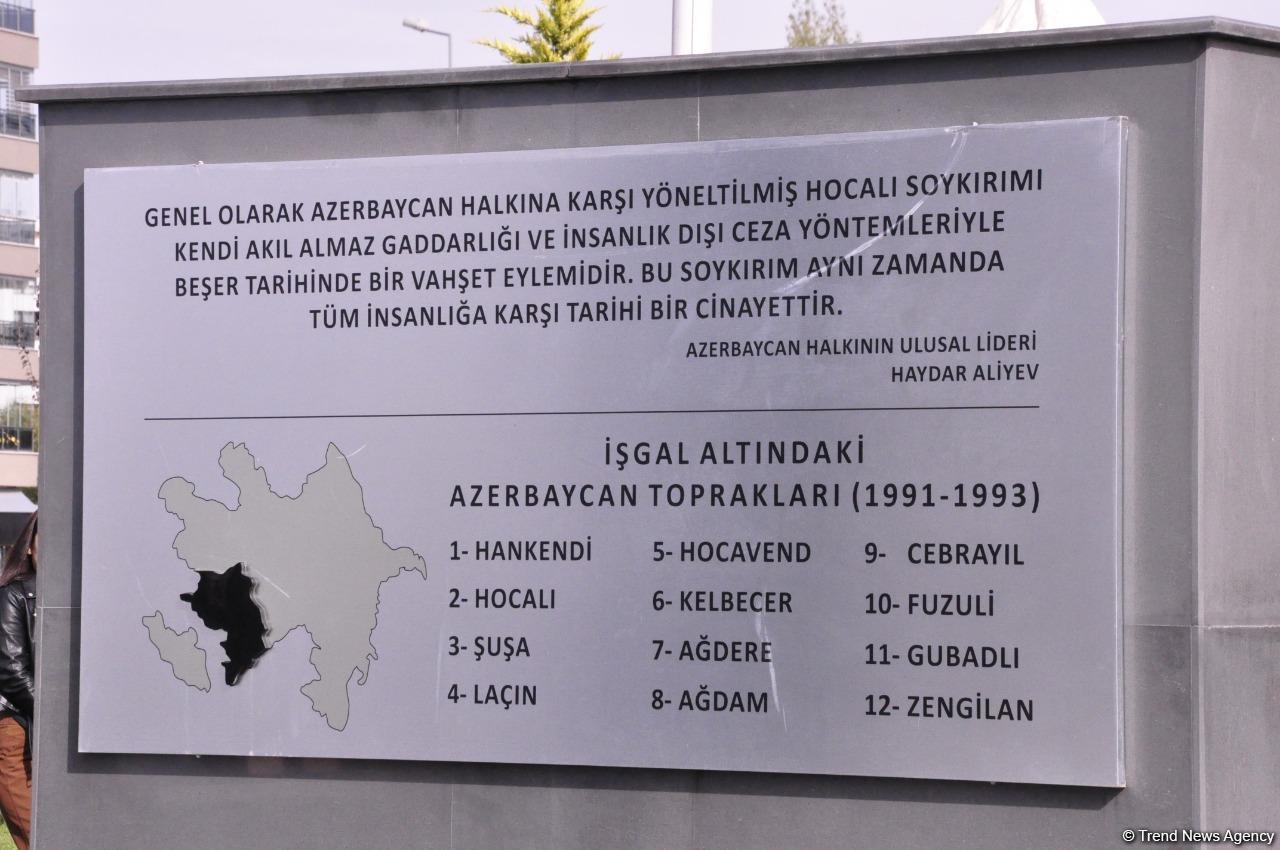 GENEL OLARAK AZERBAYCAN HALKINA KARŞI YÖNELTİLMİŞ HOCALI SOYKIRIMI
KENDİ AKIL ALMAZ GADDARLIĞI VE İNSANLIK DIŞI CEZA YÖNTEMLERİYLE
BEŞER TARİHİNDE BİR VAHŞET EYLEMİDİR. BU SOYKIRIM AYNI ZAMANDA
TÜM İNSANLIĞA KARŞI TARİHİ BİR CİNAYETTİR.
AZERBAYCAN HALKININ ULUSAL LİDERİ
HAYDAR ALİYEV
İŞGAL ALTINDAKİ
AZERBAYCAN TOPRAKLARI (1991-1993)
1- HANKENDİ
2- HOCALI
3- ŞUŞA
4- LAÇIN
5- HOCAVEND
6- KELBECER
7- AĞDERE
8- AĞDAM
9- CEBRAYIL
10- FUZULİ
11- GUBADLI
12- ZENGİLAN
© Trend News Agency